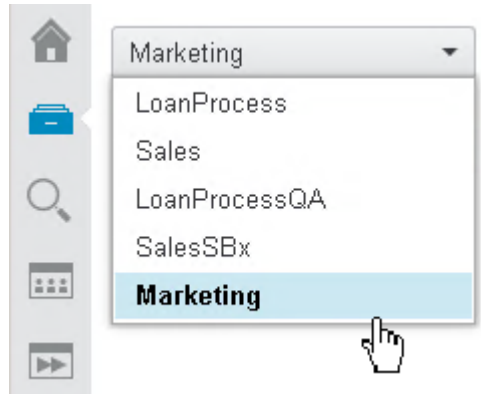 Marketing
LoanProcess
Sales
LoanProcessQA
SalesSBx
Marketing